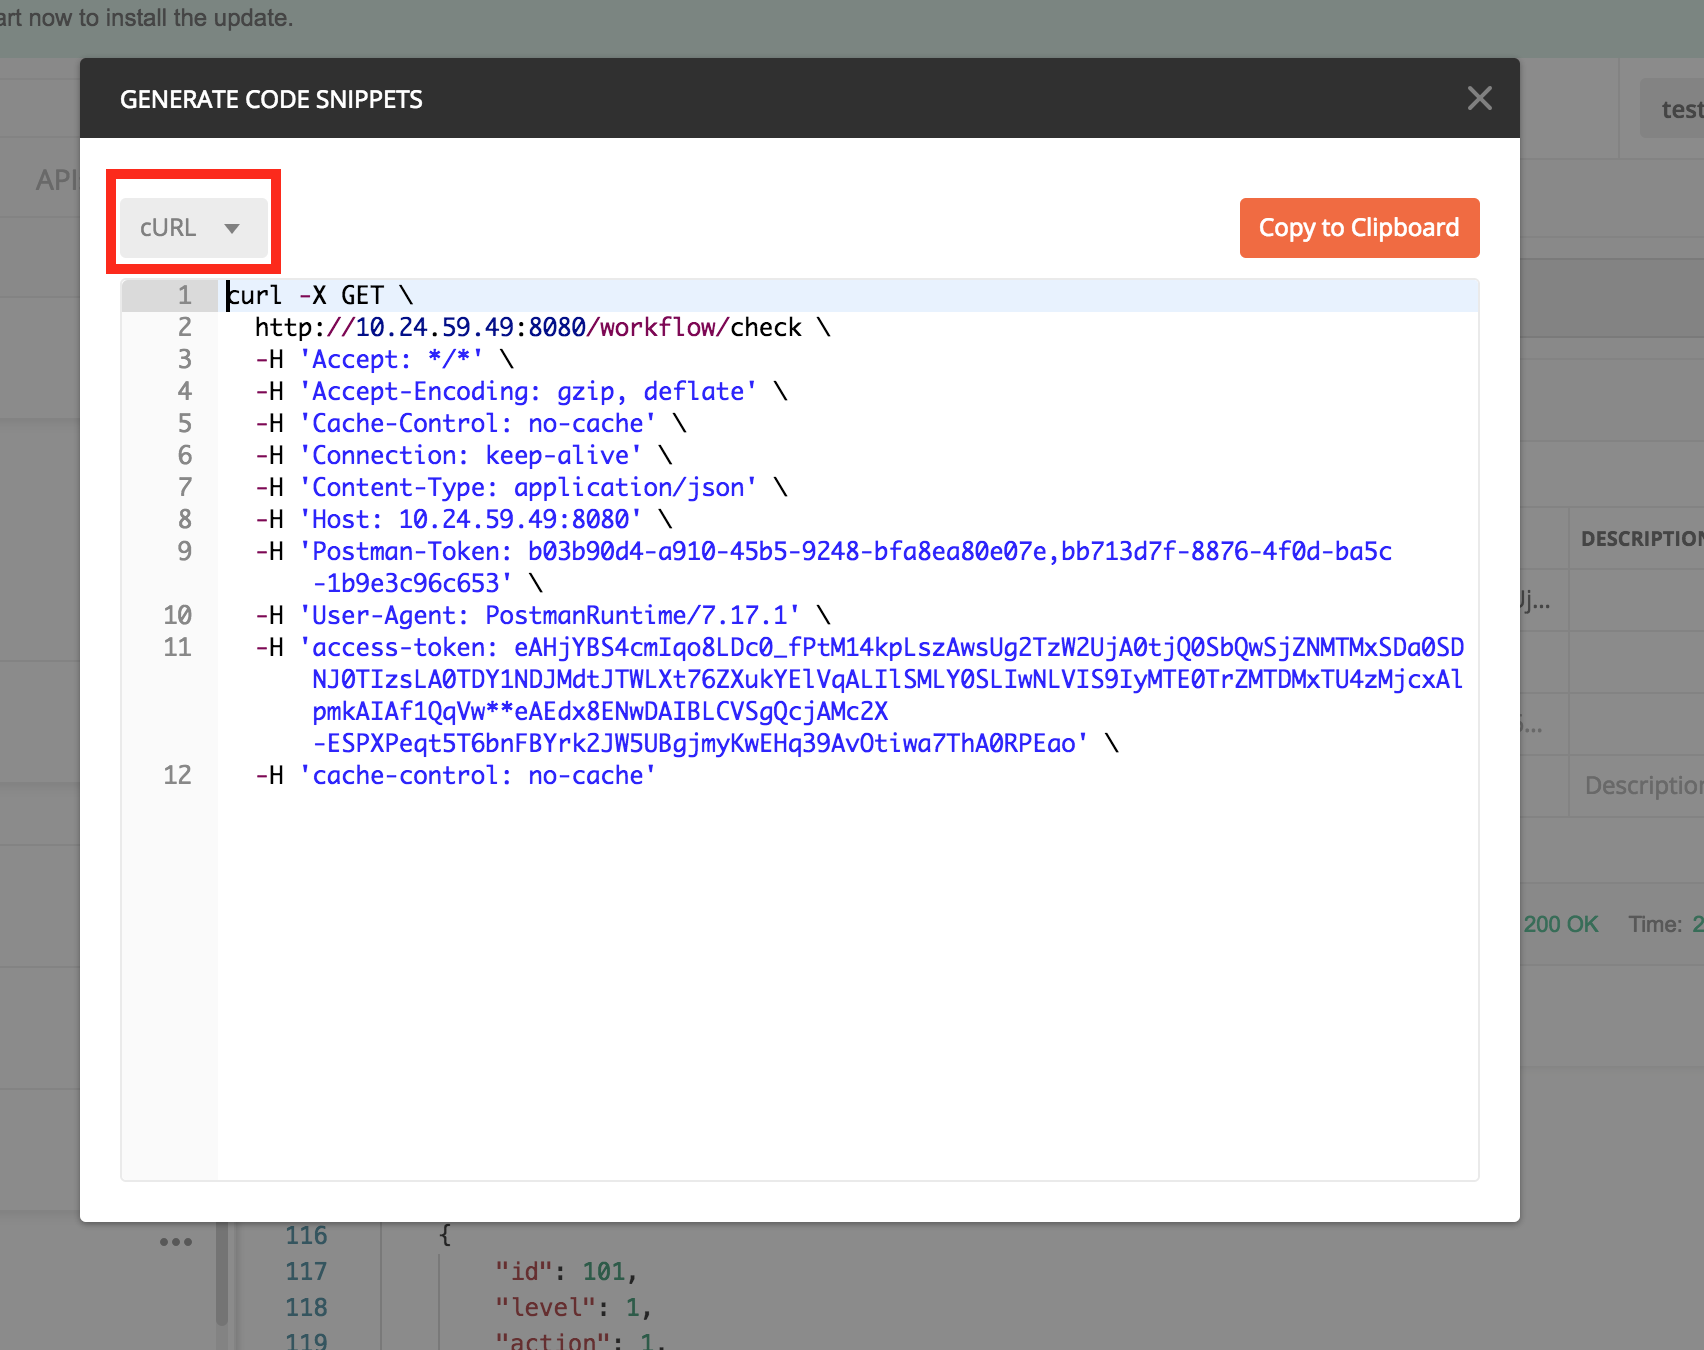 art now to install the update.
GENERATE CODE SNIPPETS
test
API
cURL
Copy to Clipboard
1 curl -X GET \
2 http://10.24.59.49:8080/workflow/check \
3 -H 'Accept: */*' \
4 -H 'Accept-Encoding: gzip, deflate' \
5 -H 'Cache-Control: no-cache' \
6 -H 'Connection: keep-alive' \
7 -H 'Content-Type: application/json' \
8 -H 'Host: 10.24.59.49:8080' \
9 -H 'Postman-Token: b03b90d4-a910-45b5-9248-bfa8ea80e07e,bb713d7f-8876-4f0d-ba5c
-1b9e3c96c653' \
10 -H 'User-Agent: PostmanRuntime/7.17.1' \
11 -H 'access-token: eAHjYBS4cmIqo8LDc0_fPtM14kpLszAwsUg2TzW2UjA0tjQ0SbQwSjZNMTMxSDa0SD
NJ0TIzsLA0TDY1NDJMdtJTWLXt76ZXukYElVqALIlSMLY0SLIwNLVIS9IyMTE0TrZMTDMxTU4zMjcxAl
pmkAIAf1QqVw**eAEdx8ENwDAIBLCVSgQcjAMc2X
-ESPXPeqt5T6bnFBYrk2JW5UBgjmyKwEHq39AvOtiwa7ThA0RPEao' \
12 -H 'cache-control: no-cache'
DESCRIPTION
Uj...
S...
Description
200 OK Time: 2
116 {
117 "id": 101,
118 "level": 1,
119 "action": 1,